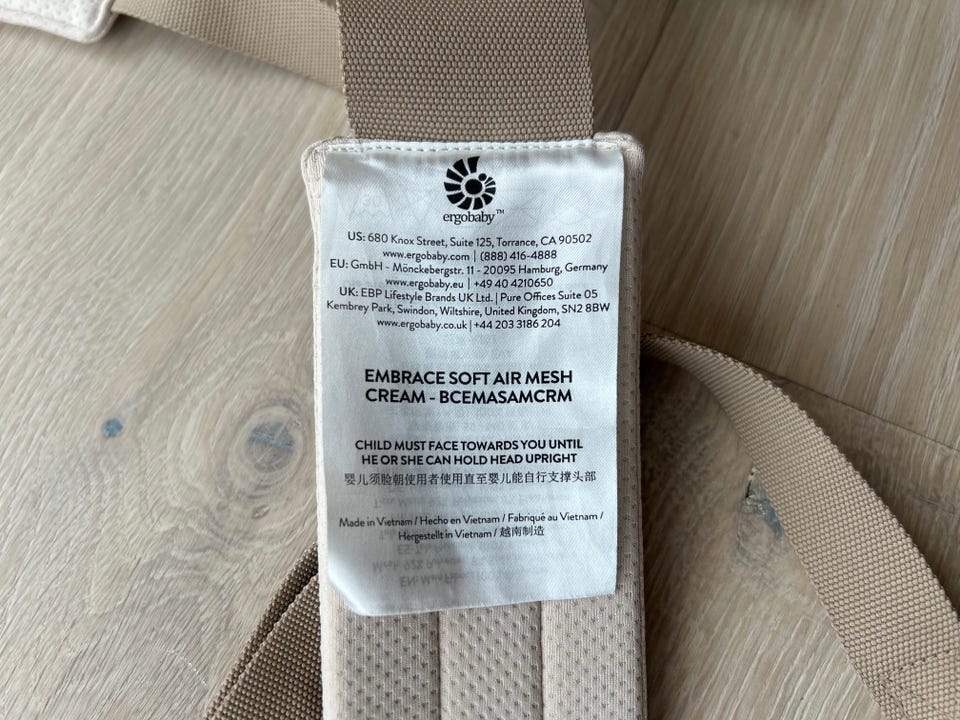 ergobaby™
US: 680 Knox Street, Suite 125, Torrance, CA 90502
www.ergobaby.com | (888) 416-4888
EU: GmbH - Mönckebergstr. 11 - 20095 Hamburg, Germany
www.ergobaby.eu | +49 40 4210650
UK: EBP Lifestyle Brands UK Ltd. | Pure Offices Suite 05
Kembrey Park, Swindon, Wiltshire, United Kingdom, SN2 8BW
www.ergobaby.co.uk | +44 203 3186 204
EMBRACE SOFT AIR MESH
CREAM - BCEMASAMCRM
CHILD MUST FACE TOWARDS YOU UNTIL
HE OR SHE CAN HOLD HEAD UPRIGHT
婴儿须脸朝使用者使用直至婴儿能自行支撑头部
Made in Vietnam / Hecho en Vietnam / Fabriqué au Vietnam /
Hergestellt in Vietnam / 越南制造